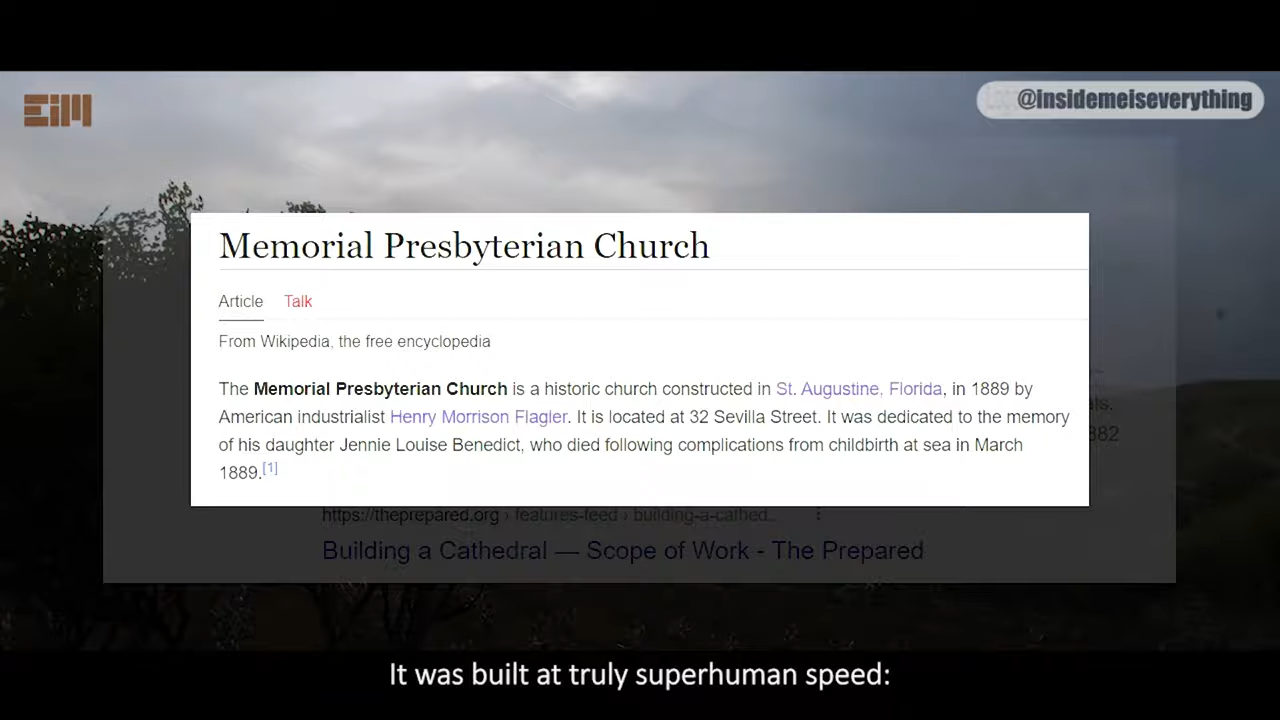 EiM
@insidemeiseverything
Memorial Presbyterian Church
Article Talk
From Wikipedia, the free encyclopedia
The Memorial Presbyterian Church is a historic church constructed in St. Augustine, Florida, in 1889 by
American industrialist Henry Morrison Flagler. It is located at 32 Sevilla Street. It was dedicated to the memory
of his daughter Jennie Louise Benedict, who died following complications from childbirth at sea in March
1889.[1]
https://theprepared.org › features-feed › building-a-cathed...
Building a Cathedral — Scope of Work - The Prepared
It was built at truly superhuman speed: